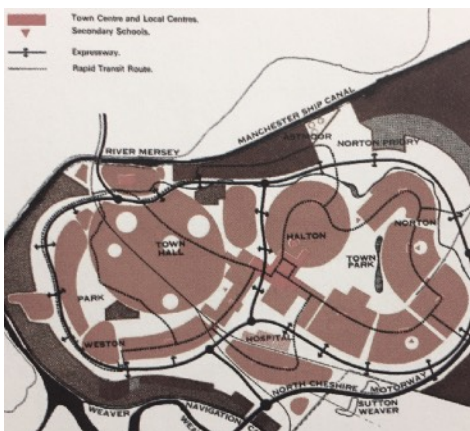 Town Centre and Local Centres.
Secondary Schools.
Expressway.
Rapid Transit Route.
MANCHESTER SHIP CANAL
ASTMOOR
NORTON PRIORY
RIVER MERSEY
NORTON
HALTON
TOWN HALL
TOWN PARK
PARK
HOSPITAL
WESTON
NORTH CHESHIRE MOTORWAY
SUTTON WEAVER
WEAVER
NAVIGATION